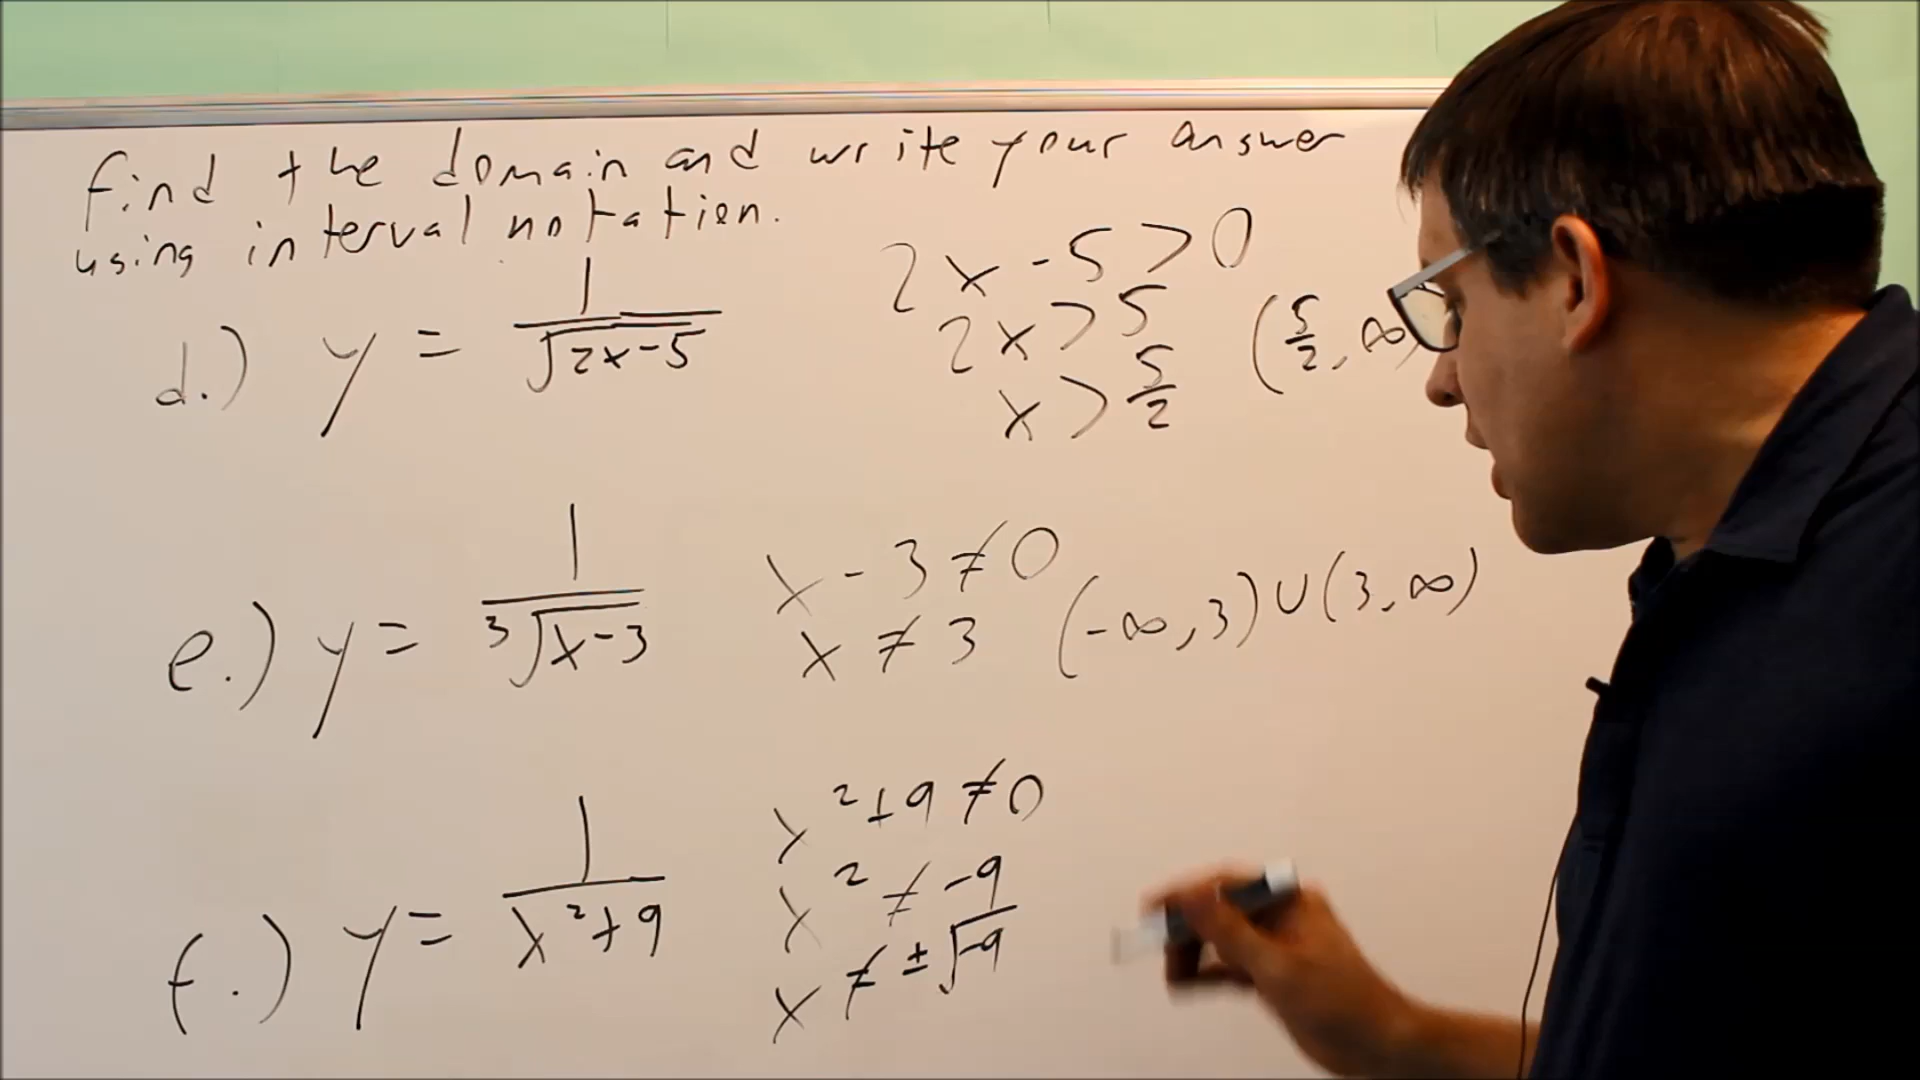 find the domain and write your answer
using interval notation.
d.) y = 1/√(2x-5)
2x-5>0
2x>5
x>5/2
(5/2, ∞)
e.) y = 1/∛(x-3)
x-3≠0
x≠3
(-∞,3)∪(3,∞)
f.) y = 1/(x²+9)
x²+9≠0
x²≠-9
x≠±√-9